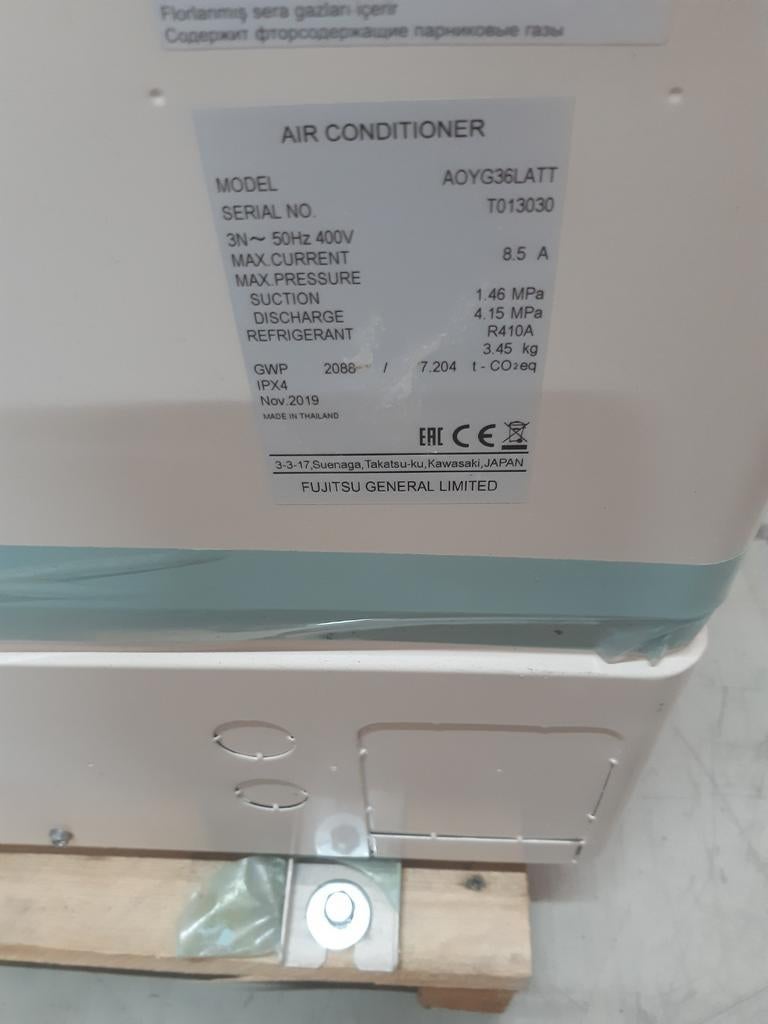 Florlanmış sera gazları içerir
Содержит фторсодержащие парниковые газы
AIR CONDITIONER
MODEL AOYG36LATT
SERIAL NO. T013030
3N～ 50Hz 400V
MAX.CURRENT 8.5 A
MAX.PRESSURE
SUCTION 1.46 MPa
DISCHARGE 4.15 MPa
REFRIGERANT R410A
3.45 kg
GWP 2088 / 7.204 t - CO₂eq
IPX4
Nov.2019
MADE IN THAILAND
EAC CE
3-3-17,Suenaga,Takatsu-ku,Kawasaki,JAPAN
FUJITSU GENERAL LIMITED